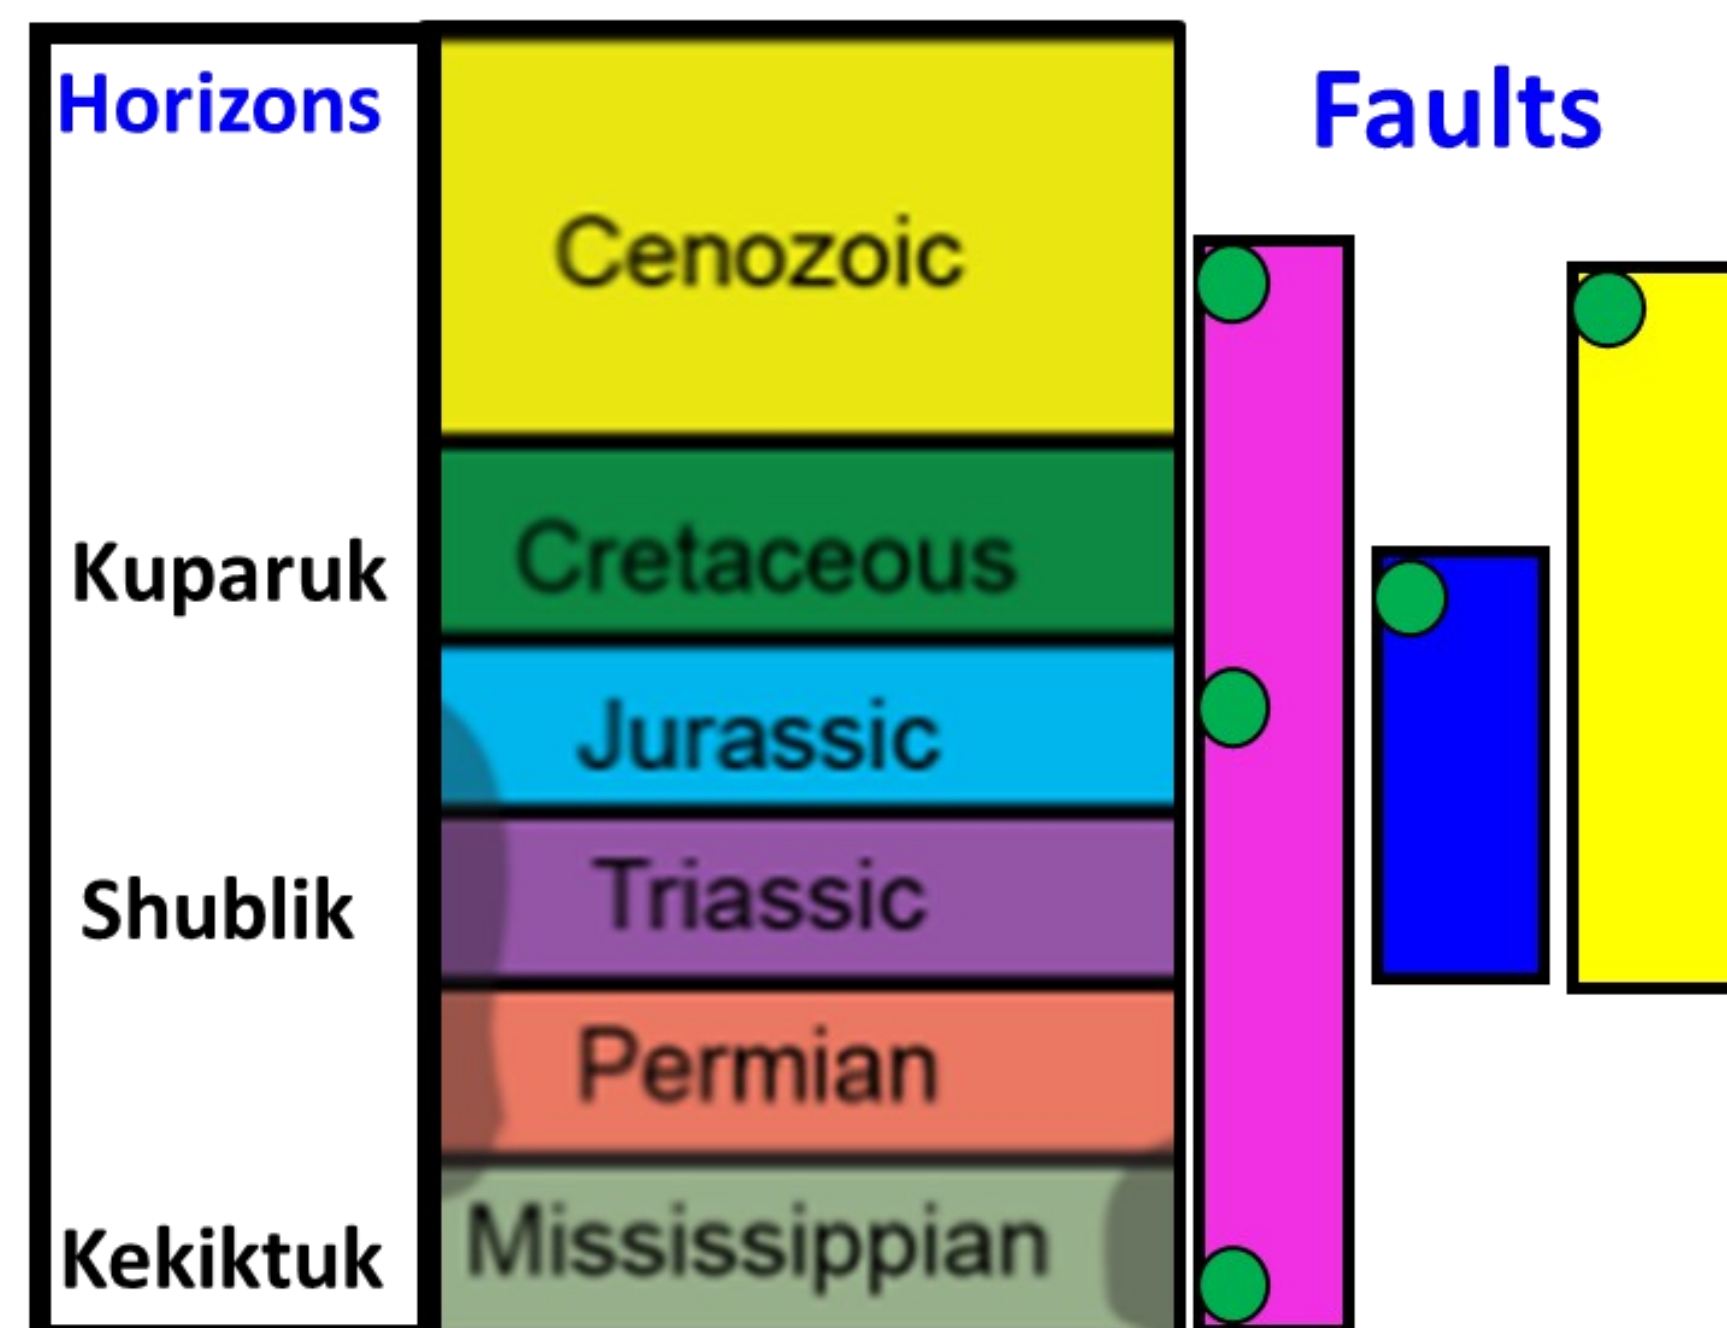 Horizons
Faults
Cenozoic
Kuparuk
Cretaceous
Jurassic
Shublik
Triassic
Permian
Kekiktuk
Mississippian